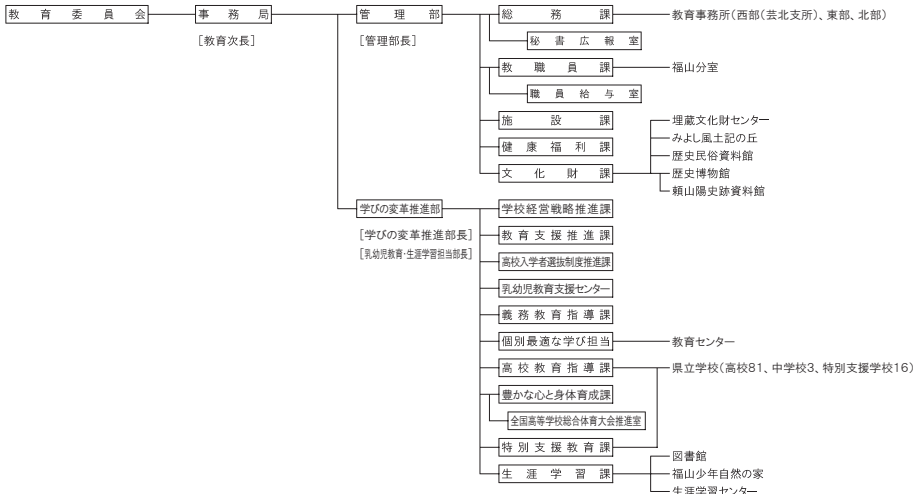 教育委員会
事務局
[教育次長]
管理部
[管理部長]
総務課
教育事務所(西部(芸北支所)、東部、北部)
秘書広報室
教職員課
福山分室
職員給与室
施設課
健康福利課
文化財課
埋蔵文化財センター
みよし風土記の丘
歴史民俗資料館
歴史博物館
頼山陽史跡資料館
学びの変革推進部
[学びの変革推進部長]
[乳幼児教育・生涯学習担当部長]
学校経営戦略推進課
教育支援推進課
高校入学者選抜制度推進課
乳幼児教育支援センター
義務教育指導課
個別最適な学び担当
教育センター
高校教育指導課
県立学校(高校81、中学校3、特別支援学校16)
豊かな心と身体育成課
全国高等学校総合体育大会推進室
特別支援教育課
生涯学習課
図書館
福山少年自然の家
生涯学習センター